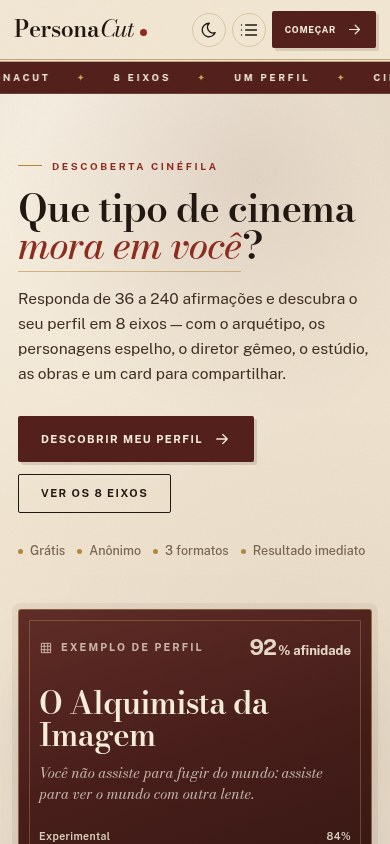 PersonaCut
COMEÇAR
NACUT ✦ 8 EIXOS ✦ UM PERFIL ✦
DESCOBERTA CINÉFILA
Que tipo de cinema
mora em você?
Responda de 36 a 240 afirmações e descubra o
seu perfil em 8 eixos — com o arquétipo, os
personagens espelho, o diretor gêmeo, o estúdio,
as obras e um card para compartilhar.
DESCOBRIR MEU PERFIL
VER OS 8 EIXOS
Grátis • Anônimo • 3 formatos • Resultado imediato
EXEMPLO DE PERFIL
92% afinidade
O Alquimista da
Imagem
Você não assiste para fugir do mundo: assiste
para ver o mundo com outra lente.
Experimental 84%